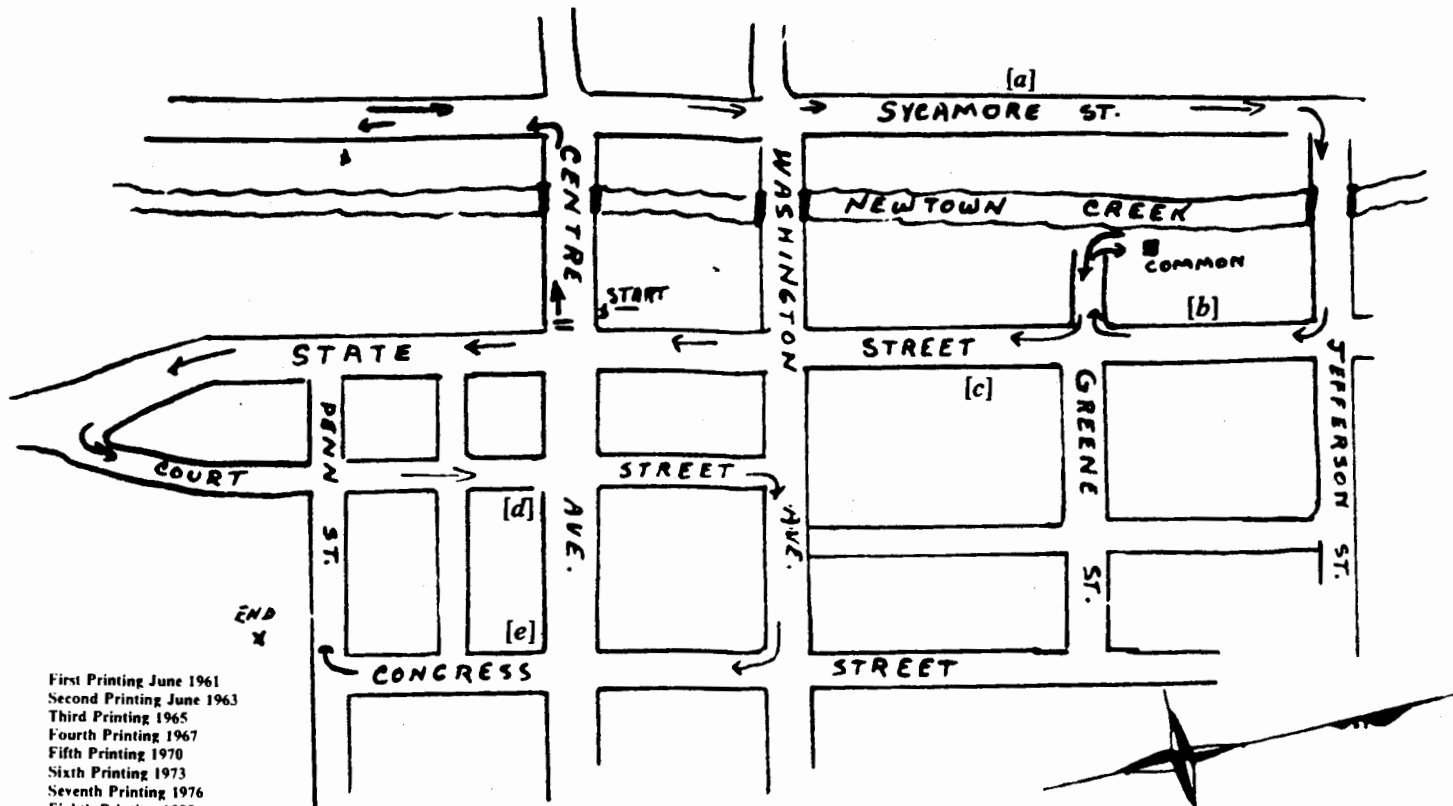 [a]
SYCAMORE ST.
CENTRE
WASHINGTON
NEWTOWN CREEK
COMMON
START
[b]
STATE STREET
[c]
JEFFERSON ST.
PENN ST.
GREENE ST.
COURT STREET
[d]
AVE.
AVE.
END
X
[e]
CONGRESS STREET
First Printing June 1961
Second Printing June 1963
Third Printing 1965
Fourth Printing 1967
Fifth Printing 1970
Sixth Printing 1973
Seventh Printing 1976